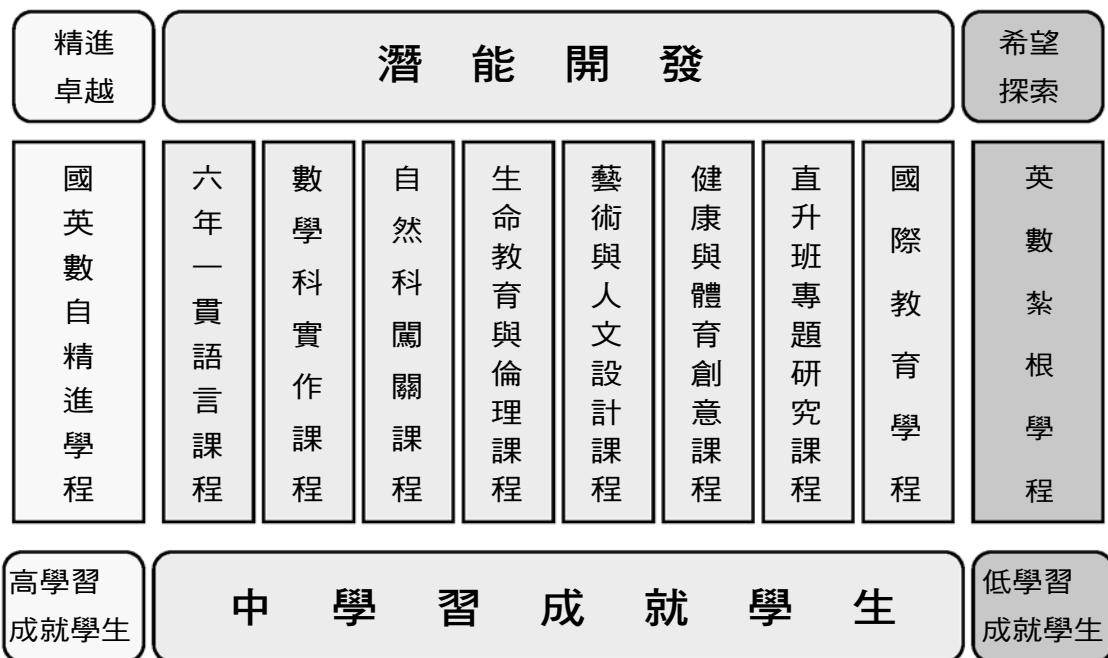 精進
卓越
潛能開發
希望
探索
國英數自精進學程
六年一貫語言課程
數學科實作課程
自然科闖關課程
生命教育與倫理課程
藝術與人文設計課程
健康與體育創意課程
直升班專題研究課程
國際教育學程
英數紮根學程
高學習
成就學生
中學習成就學生
低學習
成就學生